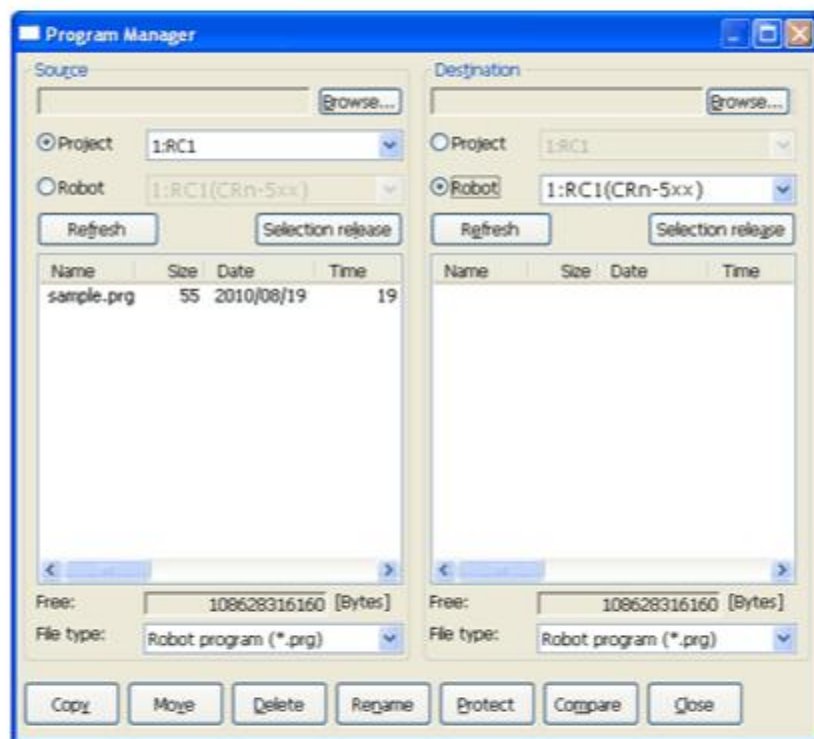 Program Manager
Source
Browse...
Project 1:RC1
Robot 1:RC1(CRn-5xx)
Refresh Selection release
Name Size Date Time
sample.prg 55 2010/08/19 19
Free: 108628316160 [Bytes]
File type: Robot program (*.prg)
Destination
Browse...
Project 1:RC1
Robot 1:RC1(CRn-5xx)
Refresh Selection release
Name Size Date Time
Free: 108628316160 [Bytes]
File type: Robot program (*.prg)
Copy Move Delete Rename Protect Compare Close